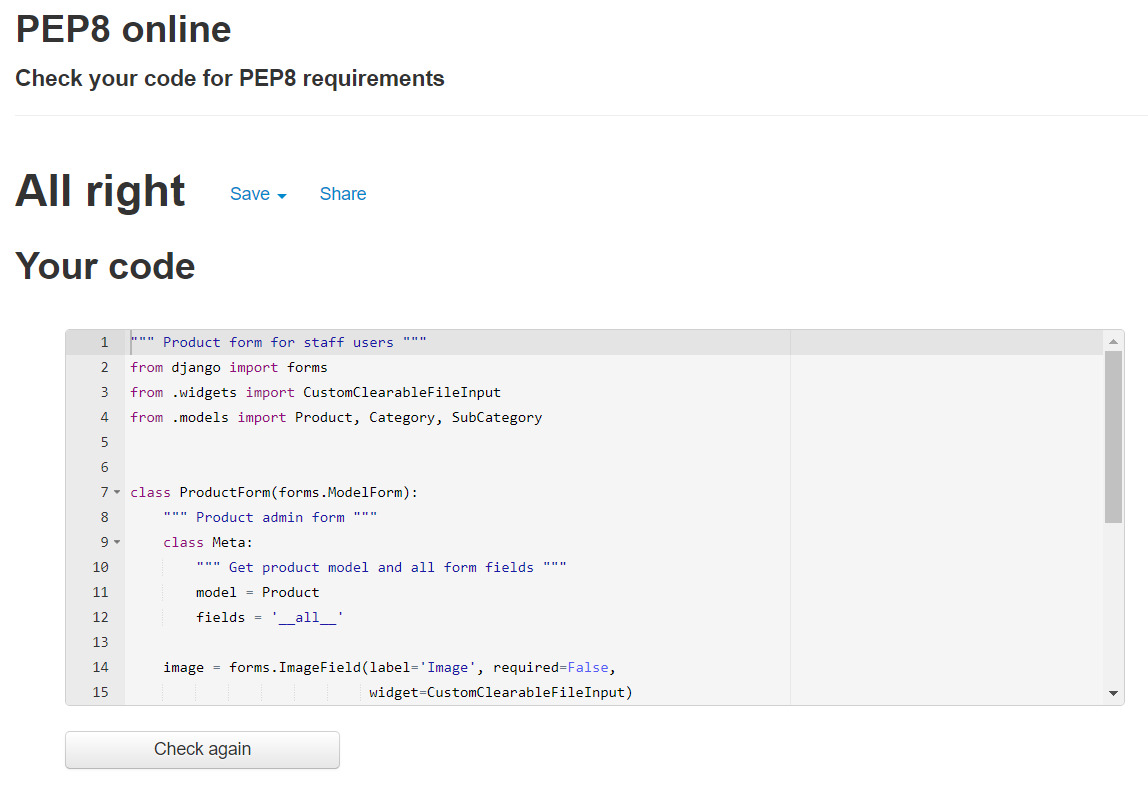 PEP8 online
Check your code for PEP8 requirements
All right Save Share
Your code
1 """ Product form for staff users """
2 from django import forms
3 from .widgets import CustomClearableFileInput
4 from .models import Product, Category, SubCategory
5
6
7 class ProductForm(forms.ModelForm):
8     """ Product admin form """
9     class Meta:
10         """ Get product model and all form fields """
11         model = Product
12         fields = '__all__'
13
14     image = forms.ImageField(label='Image', required=False,
15                              widget=CustomClearableFileInput)
Check again